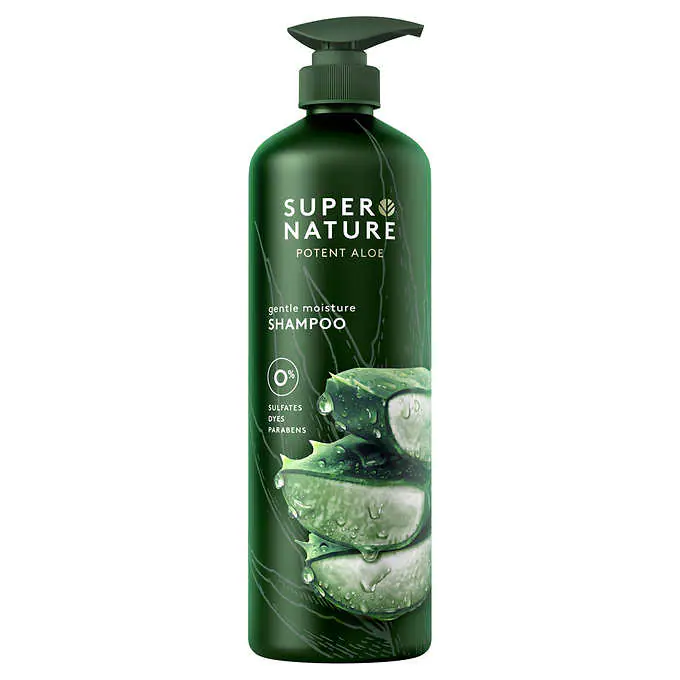 SUPER
NATURE
POTENT ALOE
gentle moisture
SHAMPOO
0%
SULFATES
DYES
PARABENS